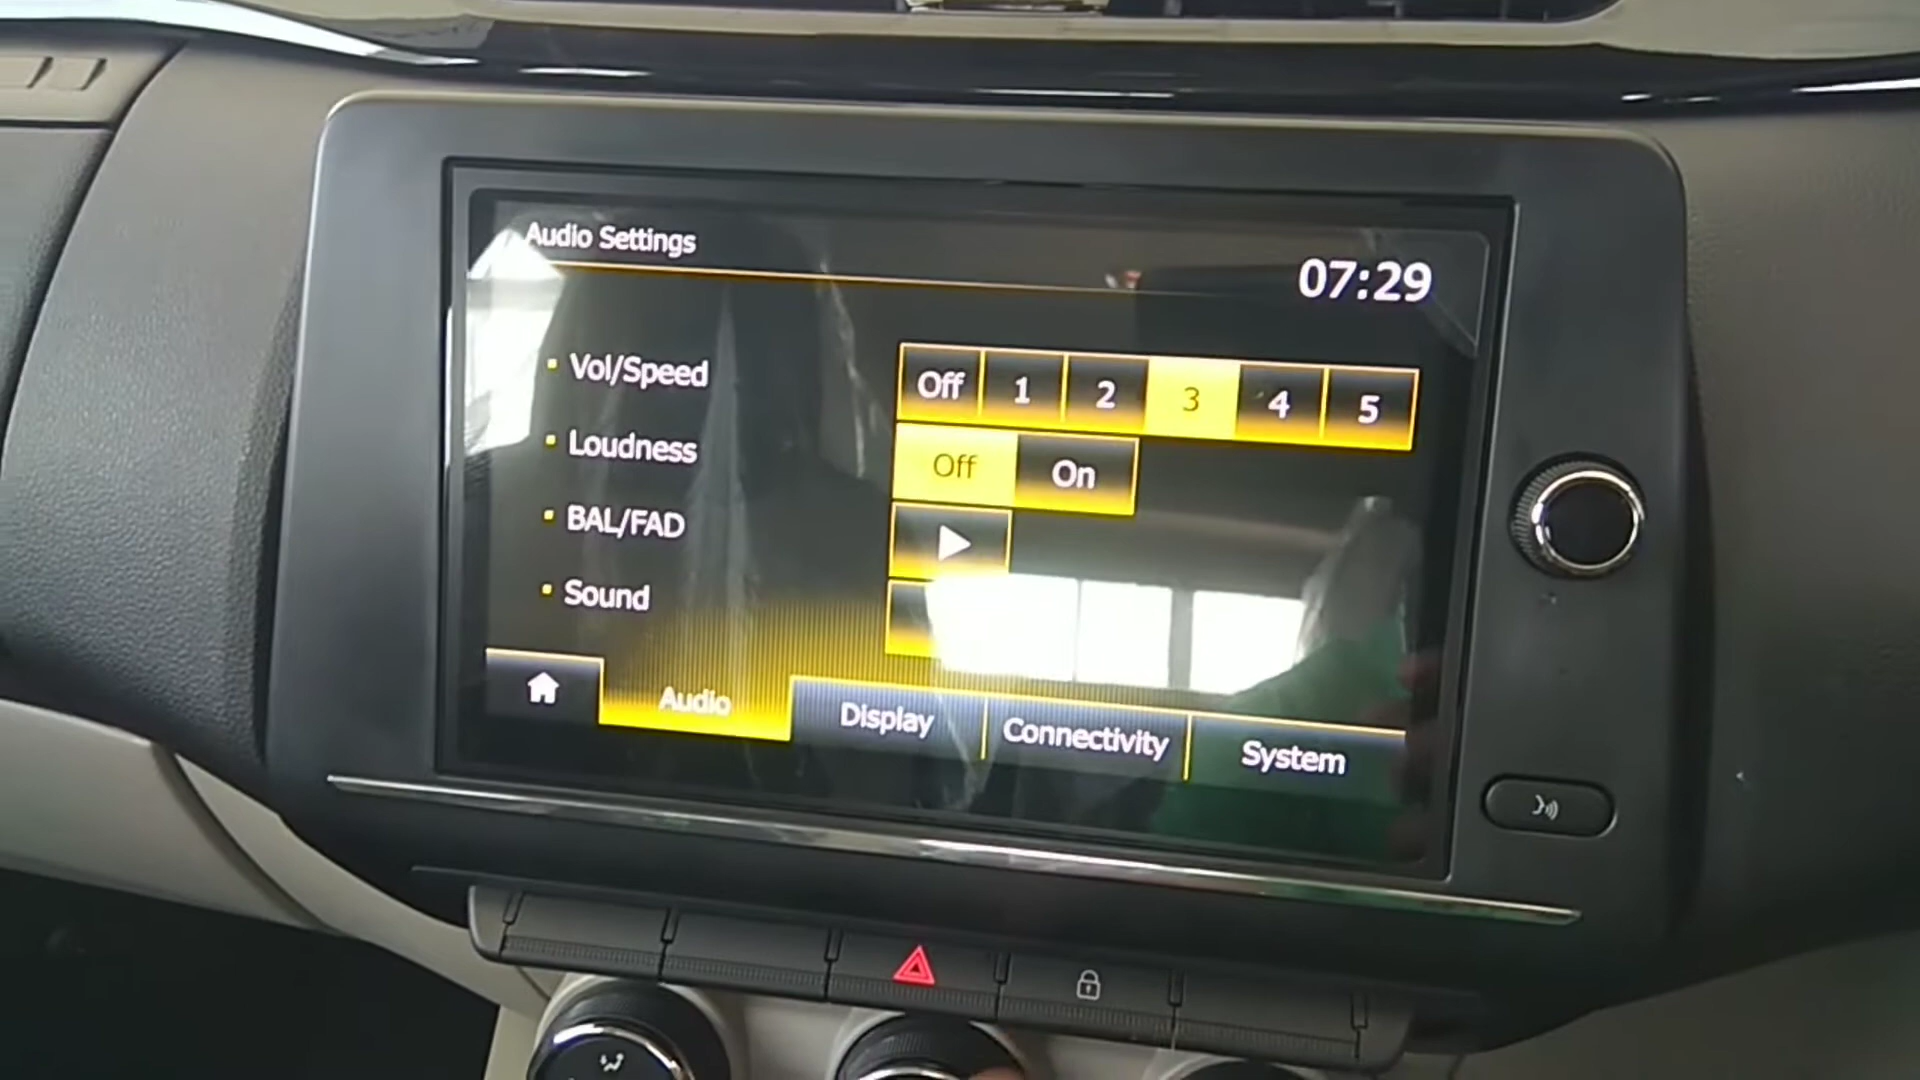 Audio Settings
07:29
Vol/Speed Off 1 2 3 4 5
Loudness Off On
BAL/FAD
Sound
Audio Display Connectivity System